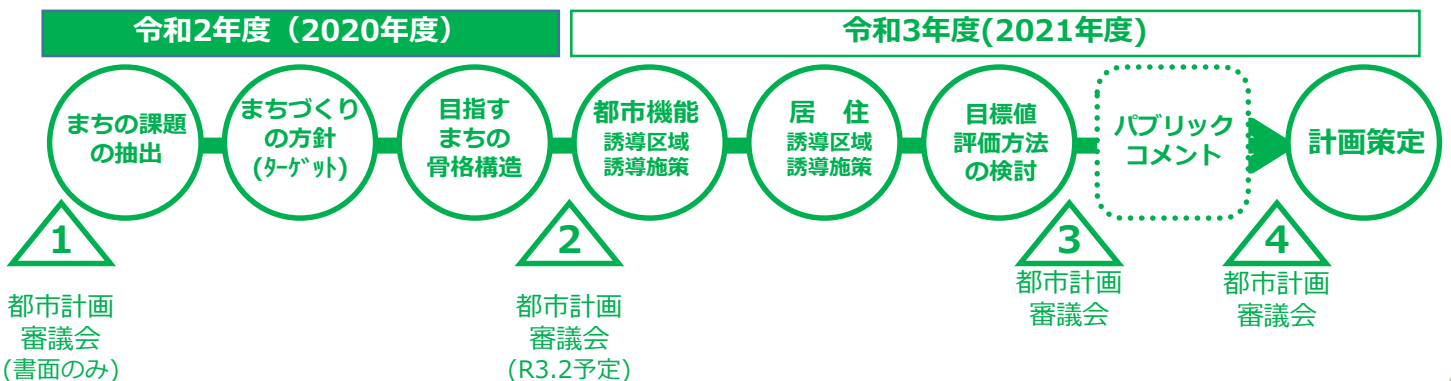 令和2年度（2020年度）
令和3年度(2021年度)
まちの課題
の抽出
まちづくり
の方針
(ﾀｰｹﾞｯﾄ)
目指す
まちの
骨格構造
都市機能
誘導区域
誘導施策
居　住
誘導区域
誘導施策
目標値
評価方法
の検討
パブリック
コメント
計画策定
1
都市計画
審議会
(書面のみ)
2
都市計画
審議会
(R3.2予定)
3
都市計画
審議会
4
都市計画
審議会